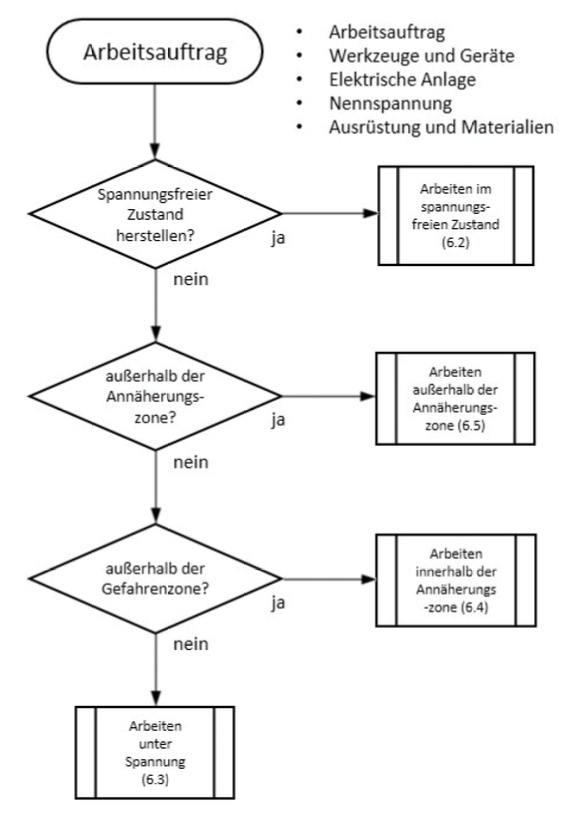 Arbeitsauftrag
• Arbeitsauftrag
• Werkzeuge und Geräte
• Elektrische Anlage
• Nennspannung
• Ausrüstung und Materialien
Spannungsfreier
Zustand
herstellen?
ja
nein
Arbeiten im
spannungs-
freien Zustand
(6.2)
außerhalb der
Annäherungs-
zone?
ja
nein
Arbeiten
außerhalb der
Annäherungs-
zone (6.5)
außerhalb der
Gefahrenzone?
ja
nein
Arbeiten
innerhalb der
Annäherungs
-zone (6.4)
Arbeiten
unter
Spannung
(6.3)